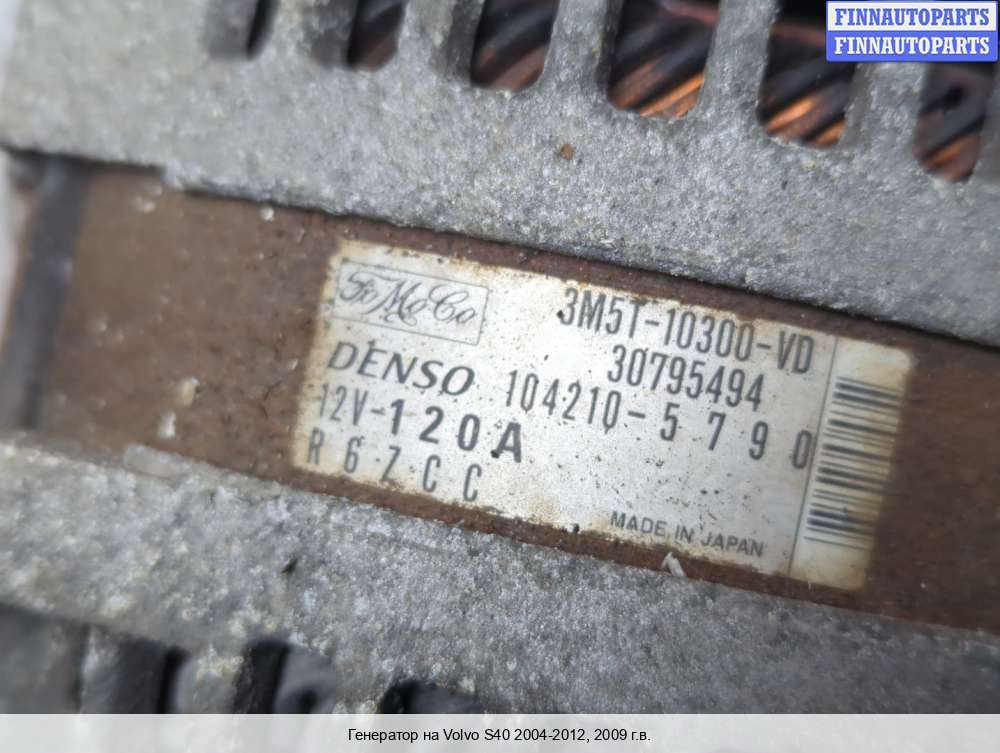 FINNAUTOPARTS
FINNAUTOPARTS
FoMoCo
3M5T-10300-VD
30795494
DENSO 104210-5790
12V-120A
R6ZCC
MADE IN JAPAN
Генератор на Volvo S40 2004-2012, 2009 г.в.